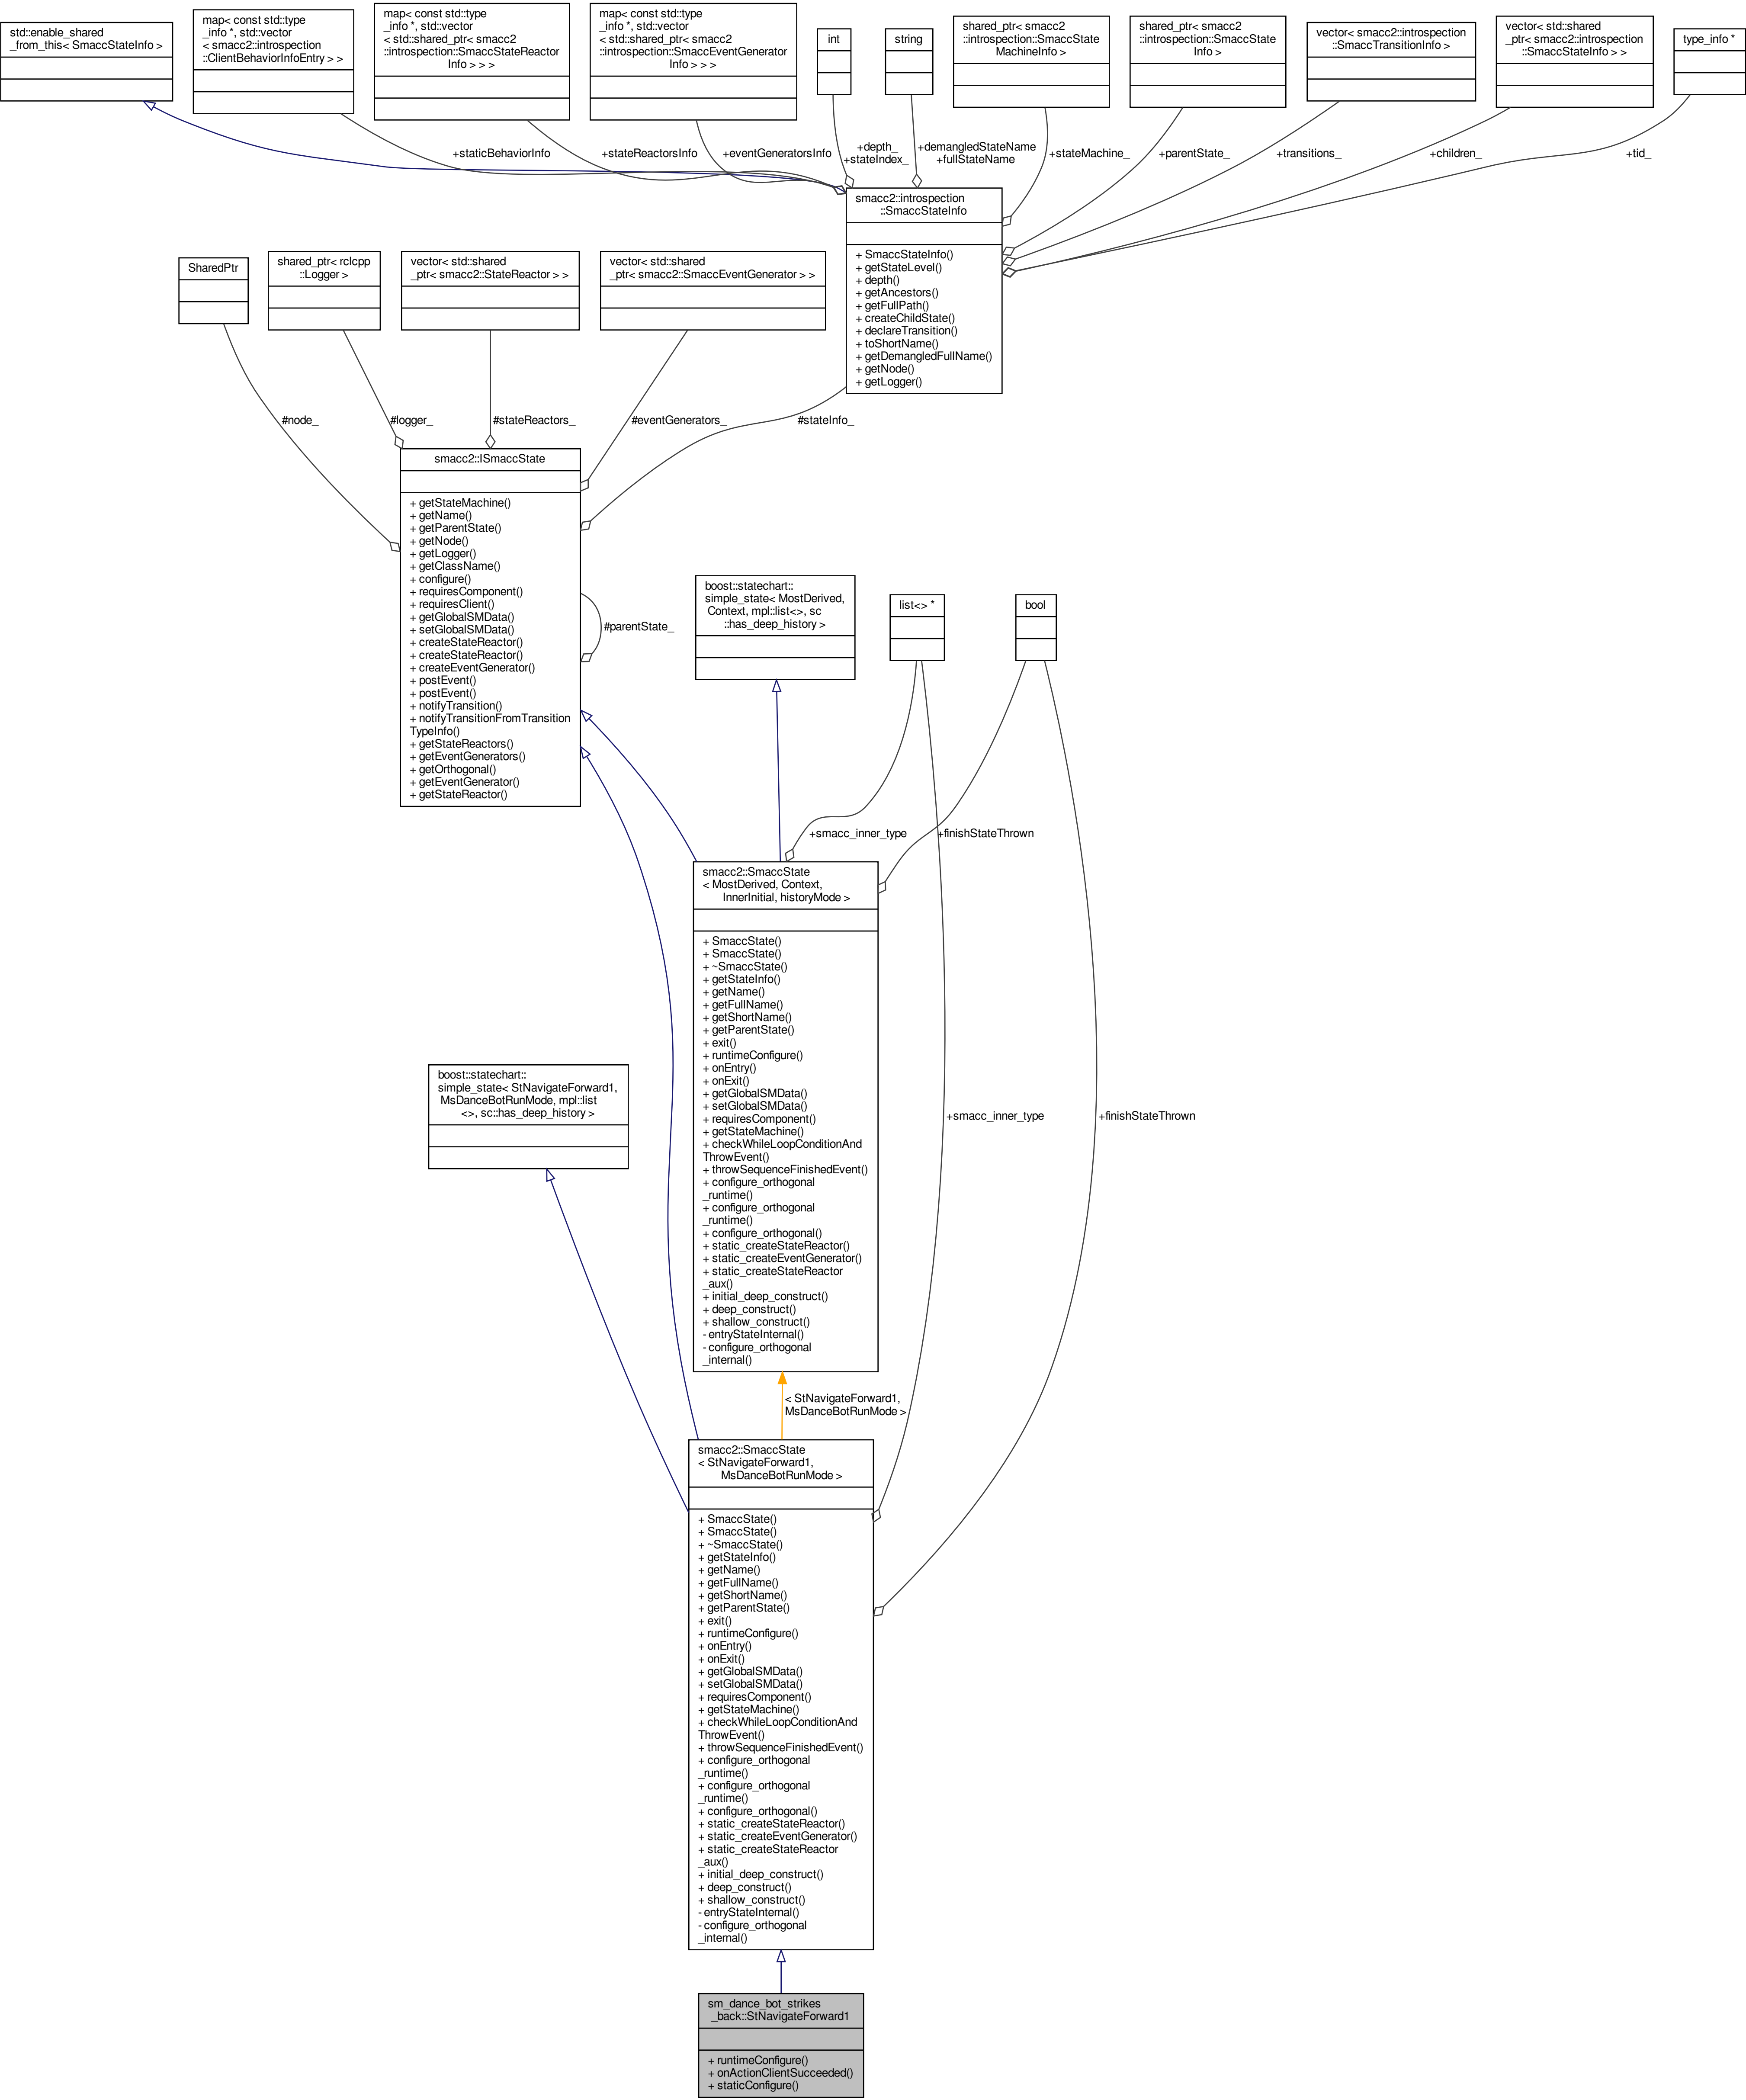 std::enable_shared
_from_this< SmaccStateInfo >
map< const std::type
_info *, std::vector
< smacc2::introspection
::ClientBehaviorInfoEntry > >
map< const std::type
_info *, std::vector
< std::shared_ptr< smacc2
::introspection::SmaccStateReactor
Info > > >
map< const std::type
_info *, std::vector
< std::shared_ptr< smacc2
::introspection::SmaccEventGenerator
Info > > >
int
string
shared_ptr< smacc2
::introspection::SmaccState
MachineInfo >
shared_ptr< smacc2
::introspection::SmaccState
Info >
vector< smacc2::introspection
::SmaccTransitionInfo >
vector< std::shared
_ptr< smacc2::introspection
::SmaccStateInfo > >
type_info *
+staticBehaviorInfo
+stateReactorsInfo
+eventGeneratorsInfo
+depth_
+stateIndex_
+demangledStateName
+fullStateName
+stateMachine_
+parentState_
+transitions_
+children_
+tid_
smacc2::introspection
::SmaccStateInfo
+ SmaccStateInfo()
+ getStateLevel()
+ depth()
+ getAncestors()
+ getFullPath()
+ createChildState()
+ declareTransition()
+ toShortName()
+ getDemangledFullName()
+ getNode()
+ getLogger()
SharedPtr
shared_ptr< rclcpp
::Logger >
vector< std::shared
_ptr< smacc2::StateReactor > >
vector< std::shared
_ptr< smacc2::SmaccEventGenerator > >
#node_
#logger_
#stateReactors_
#eventGenerators_
#stateInfo_
smacc2::ISmaccState
+ getStateMachine()
+ getName()
+ getParentState()
+ getNode()
+ getLogger()
+ getClassName()
+ configure()
+ requiresComponent()
+ requiresClient()
+ getGlobalSMData()
+ setGlobalSMData()
+ createStateReactor()
+ createStateReactor()
+ createEventGenerator()
+ postEvent()
+ postEvent()
+ notifyTransition()
+ notifyTransitionFromTransition
TypeInfo()
+ getStateReactors()
+ getEventGenerators()
+ getOrthogonal()
+ getEventGenerator()
+ getStateReactor()
#parentState_
boost::statechart::
simple_state< MostDerived,
Context, mpl::list<>, sc
::has_deep_history >
list<> *
bool
+smacc_inner_type
+finishStateThrown
smacc2::SmaccState
< MostDerived, Context,
InnerInitial, historyMode >
+ SmaccState()
+ SmaccState()
+ ~SmaccState()
+ getStateInfo()
+ getName()
+ getFullName()
+ getShortName()
+ getParentState()
+ exit()
+ runtimeConfigure()
+ onEntry()
+ onExit()
+ getGlobalSMData()
+ setGlobalSMData()
+ requiresComponent()
+ getStateMachine()
+ checkWhileLoopConditionAnd
ThrowEvent()
+ throwSequenceFinishedEvent()
+ configure_orthogonal
_runtime()
+ configure_orthogonal
_runtime()
+ configure_orthogonal()
+ static_createStateReactor()
+ static_createEventGenerator()
+ static_createStateReactor
_aux()
+ initial_deep_construct()
+ deep_construct()
+ shallow_construct()
- entryStateInternal()
- configure_orthogonal
_internal()
boost::statechart::
simple_state< StNavigateForward1,
MsDanceBotRunMode, mpl::list
<>, sc::has_deep_history >
+smacc_inner_type
+finishStateThrown
< StNavigateForward1,
MsDanceBotRunMode >
smacc2::SmaccState
< StNavigateForward1,
MsDanceBotRunMode >
+ SmaccState()
+ SmaccState()
+ ~SmaccState()
+ getStateInfo()
+ getName()
+ getFullName()
+ getShortName()
+ getParentState()
+ exit()
+ runtimeConfigure()
+ onEntry()
+ onExit()
+ getGlobalSMData()
+ setGlobalSMData()
+ requiresComponent()
+ getStateMachine()
+ checkWhileLoopConditionAnd
ThrowEvent()
+ throwSequenceFinishedEvent()
+ configure_orthogonal
_runtime()
+ configure_orthogonal
_runtime()
+ configure_orthogonal()
+ static_createStateReactor()
+ static_createEventGenerator()
+ static_createStateReactor
_aux()
+ initial_deep_construct()
+ deep_construct()
+ shallow_construct()
- entryStateInternal()
- configure_orthogonal
_internal()
sm_dance_bot_strikes
_back::StNavigateForward1
+ runtimeConfigure()
+ onActionClientSucceeded()
+ staticConfigure()